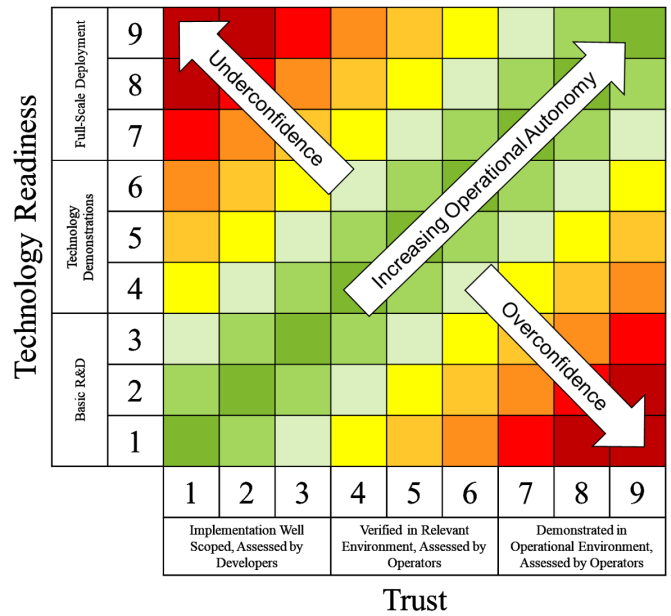 Technology Readiness
Full-Scale Deployment
Technology
Demonstrations
Basic R&D
9
8
7
6
5
4
3
2
1
Underconfidence
Increasing Operational Autonomy
Overconfidence
1 2 3 4 5 6 7 8 9
Implementation Well
Scoped, Assessed by
Developers
Verified in Relevant
Environment, Assessed by
Operators
Demonstrated in
Operational Environment,
Assessed by Operators
Trust